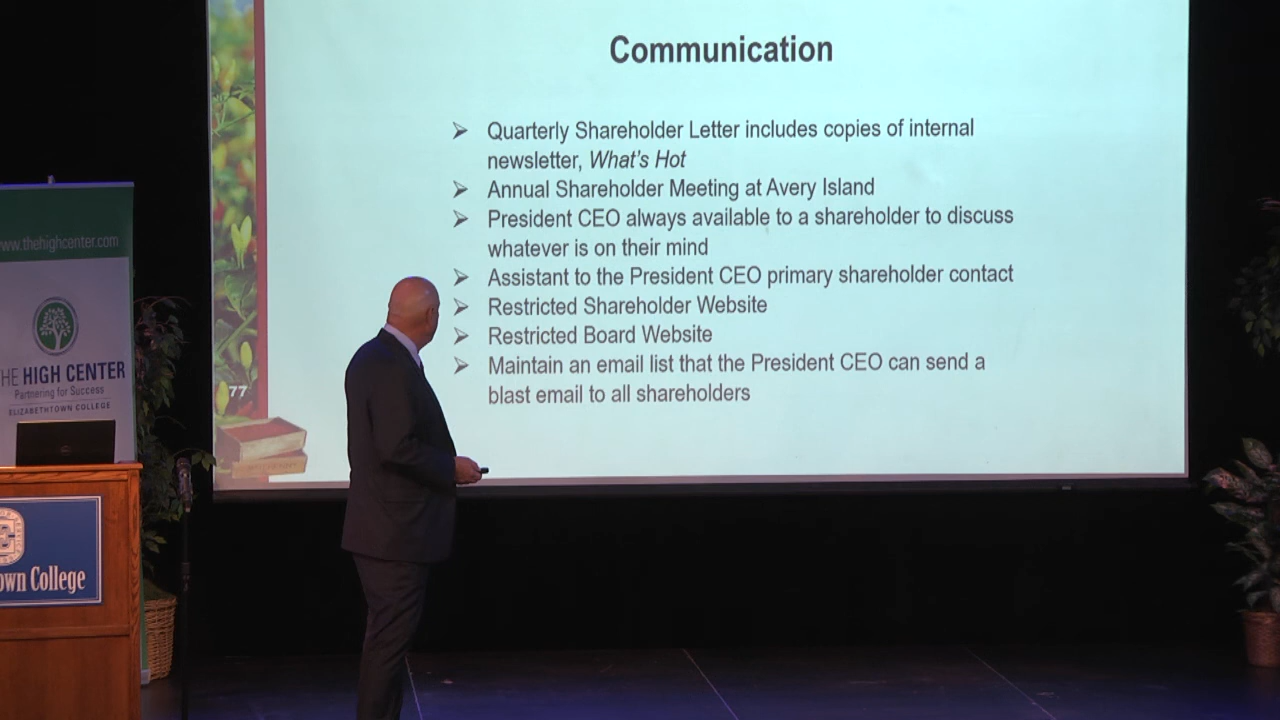 Communication
➢ Quarterly Shareholder Letter includes copies of internal
newsletter, What's Hot
➢ Annual Shareholder Meeting at Avery Island
➢ President CEO always available to a shareholder to discuss
whatever is on their mind
➢ Assistant to the President CEO primary shareholder contact
➢ Restricted Shareholder Website
➢ Restricted Board Website
➢ Maintain an email list that the President CEO can send a
blast email to all shareholders
77
www.thehighcenter.com
HE HIGH CENTER
Partnering for Success
ELIZABETHTOWN COLLEGE
own College